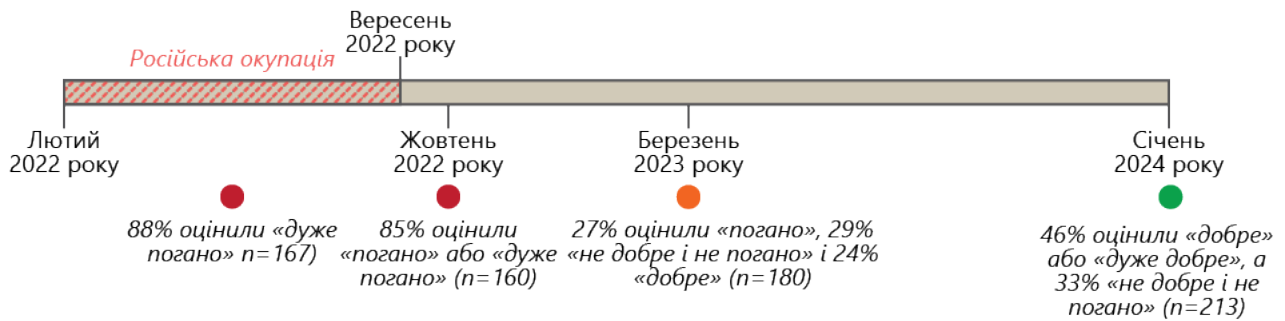 Вересень
2022 року
Російська окупація
Лютий
2022 року
Жовтень
2022 року
Березень
2023 року
Січень
2024 року
88% оцінили «дуже
погано» n=167)
85% оцінили
«погано» або «дуже
погано» (n=160)
27% оцінили «погано», 29%
«не добре і не погано» і 24%
«добре» (n=180)
46% оцінили «добре»
або «дуже добре», а
33% «не добре і не
погано» (n=213)